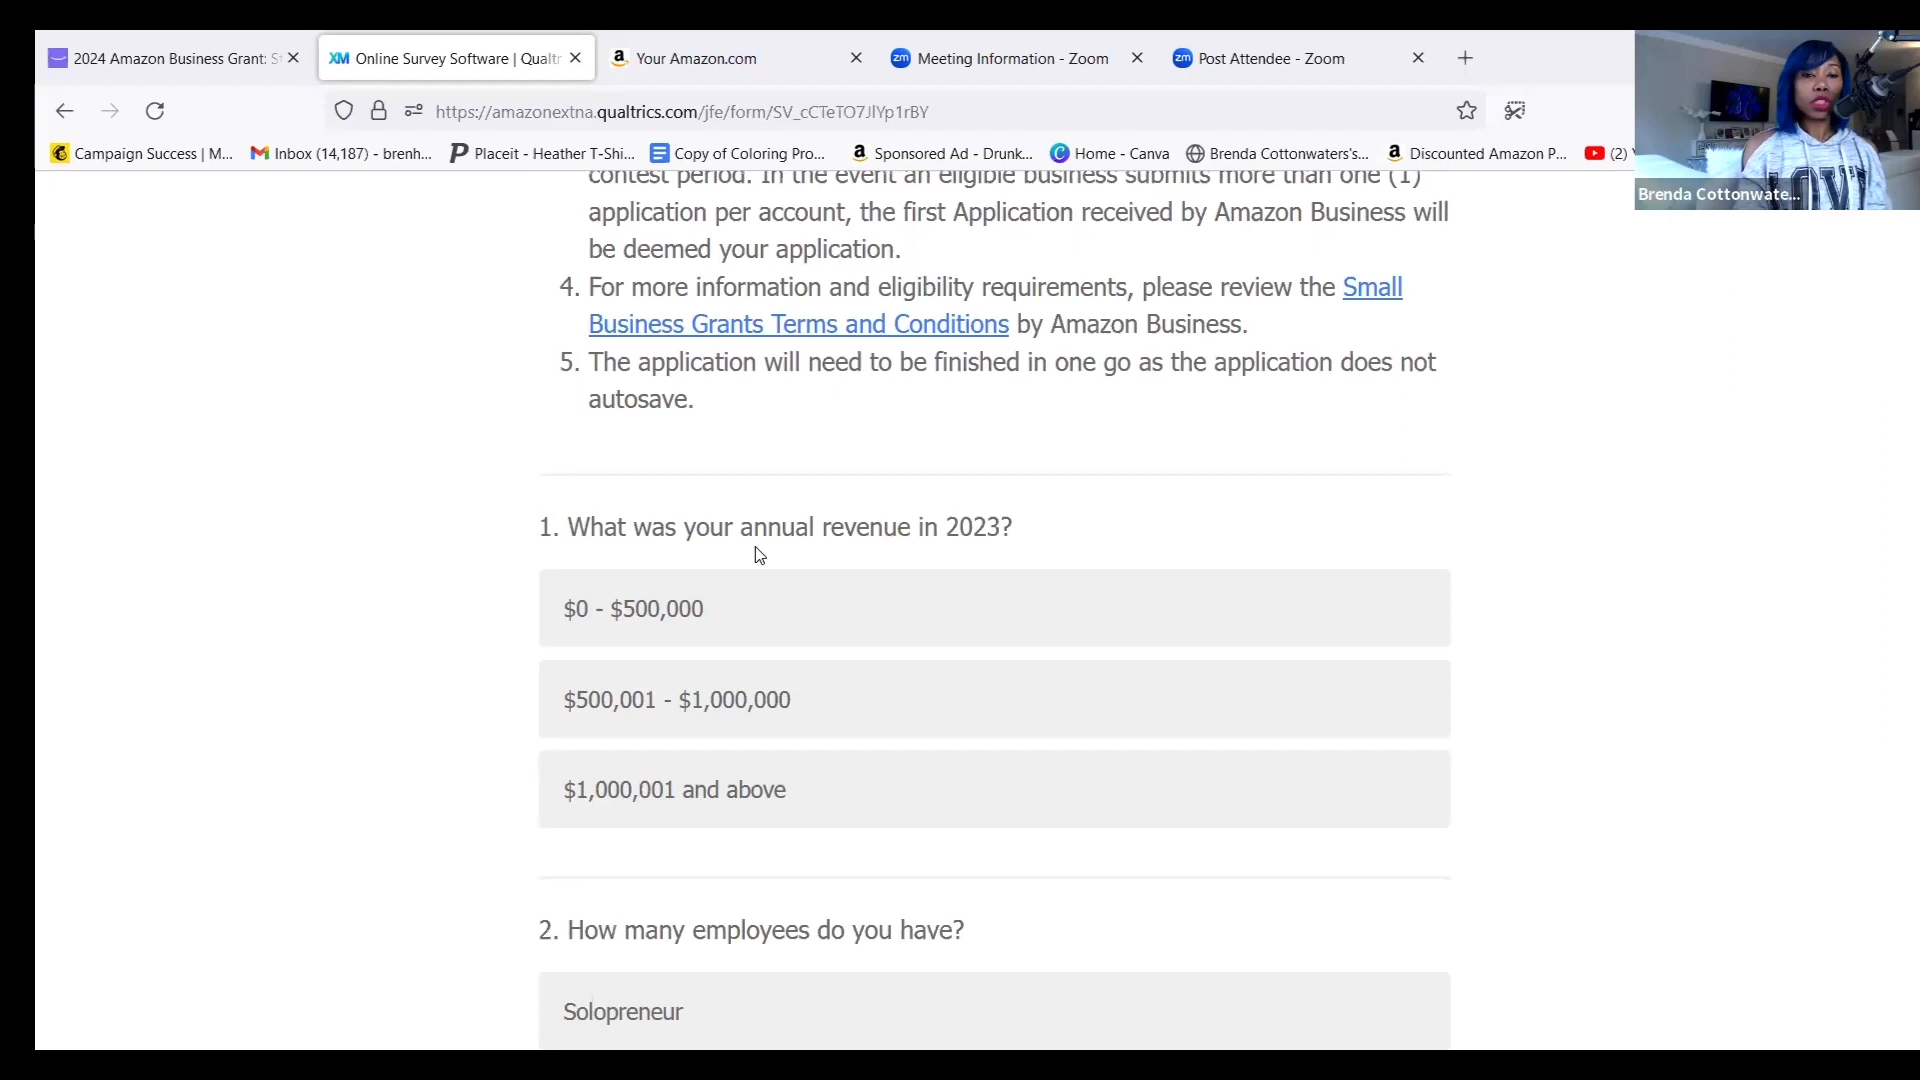 2024 Amazon Business Grant: S
XM Online Survey Software | Qualtr
Your Amazon.com
zm Meeting Information - Zoom
zm Post Attendee - Zoom
https://amazonextna.qualtrics.com/jfe/form/SV_cCTeTO7JlYp1rBY
Campaign Success | M...
Inbox (14,187) - brenh...
Placeit - Heather T-Shi...
Copy of Coloring Pro...
Sponsored Ad - Drunk...
Home - Canva
Brenda Cottonwaters's...
Discounted Amazon P...
(2)
LOVE
Brenda Cottonwate...
contest period. In the event an eligible business submits more than one (1)
application per account, the first Application received by Amazon Business will
be deemed your application.
4. For more information and eligibility requirements, please review the Small
Business Grants Terms and Conditions by Amazon Business.
5. The application will need to be finished in one go as the application does not
autosave.
1. What was your annual revenue in 2023?
$0 - $500,000
$500,001 - $1,000,000
$1,000,001 and above
2. How many employees do you have?
Solopreneur